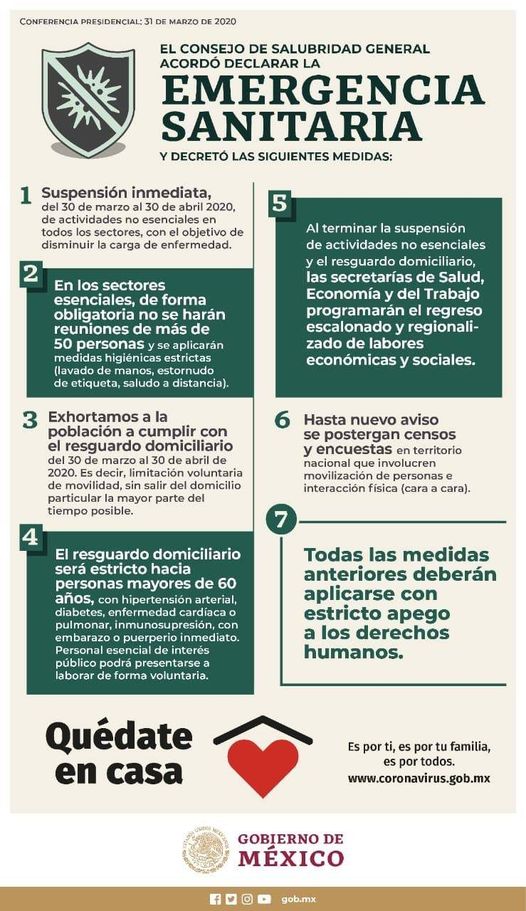 CONFERENCIA PRESIDENCIAL: 31 DE MARZO DE 2020
EL CONSEJO DE SALUBRIDAD GENERAL
ACORDÓ DECLARAR LA
EMERGENCIA
SANITARIA
Y DECRETÓ LAS SIGUIENTES MEDIDAS:
1 Suspensión inmediata,
del 30 de marzo al 30 de abril 2020,
de actividades no esenciales en
todos los sectores, con el objetivo de
disminuir la carga de enfermedad.
2
En los sectores
esenciales, de forma
obligatoria no se harán
reuniones de más de
50 personas y se aplicarán
medidas higiénicas estrictas
(lavado de manos, estornudo
de etiqueta, saludo a distancia).
3 Exhortamos a la
población a cumplir con
el resguardo domiciliario
del 30 de marzo al 30 de abril de
2020. Es decir, limitación voluntaria
de movilidad, sin salir del domicilio
particular la mayor parte del
tiempo posible.
4
El resguardo domiciliario
será estricto hacia
personas mayores de 60
años, con hipertensión arterial,
diabetes, enfermedad cardíaca o
pulmonar, inmunosupresión, con
embarazo o puerperio inmediato.
Personal esencial de interés
público podrá presentarse a
laborar de forma voluntaria.
5
Al terminar la suspensión
de actividades no esenciales
y el resguardo domiciliario,
las secretarías de Salud,
Economía y del Trabajo
programarán el regreso
escalonado y regionali-
zado de labores
económicas y sociales.
6 Hasta nuevo aviso
se postergan censos
y encuestas en territorio
nacional que involucren
movilización de personas e
interacción física (cara a cara).
7
Todas las medidas
anteriores deberán
aplicarse con
estricto apego
a los derechos
humanos.
Quédate
en casa
Es por ti, es por tu familia,
es por todos.
www.coronavirus.gob.mx
GOBIERNO DE
MÉXICO
gob.mx